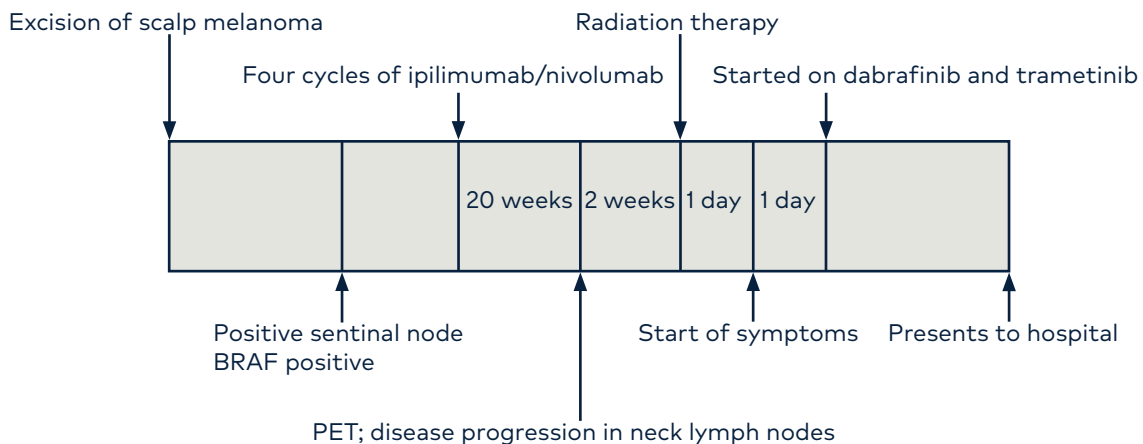 Excision of scalp melanoma
Radiation therapy
Four cycles of ipilimumab/nivolumab
Started on dabrafinib and trametinib
20 weeks
2 weeks
1 day
1 day
Positive sentinal node
BRAF positive
Start of symptoms
Presents to hospital
PET; disease progression in neck lymph nodes